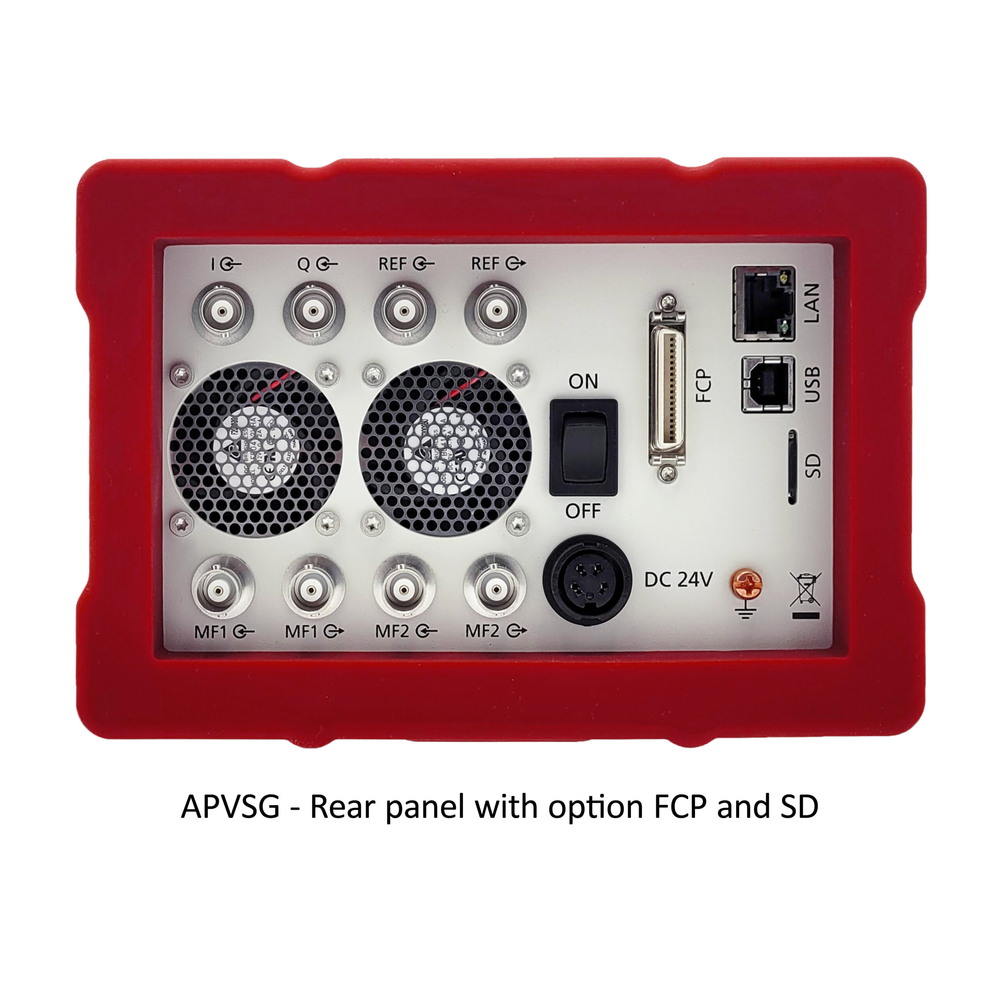 I
Q
REF
REF
LAN
USB
FCP
SD
ON
OFF
DC 24V
MF1
MF1
MF2
MF2
APVSG - Rear panel with option FCP and SD